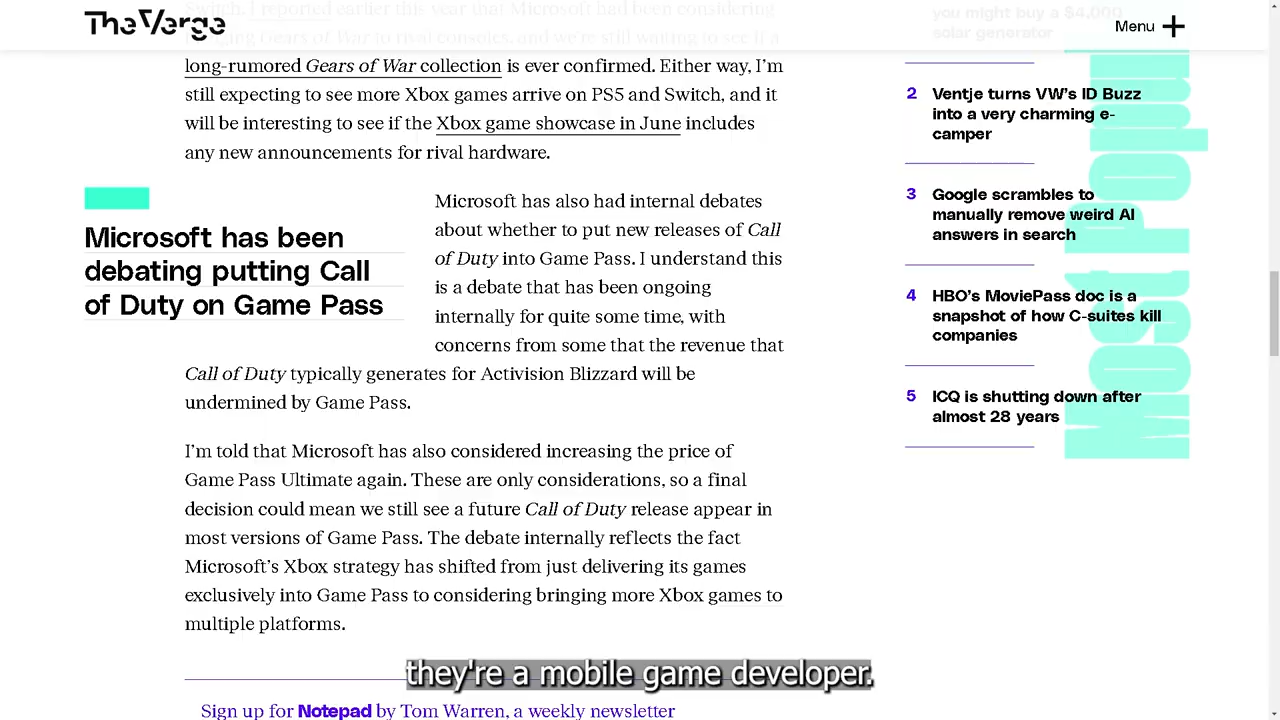 The Verge
Menu
Switch. I reported earlier this year that Microsoft had been considering
bringing Gears of War to rival consoles, and we're still waiting to see if a
long-rumored Gears of War collection is ever confirmed. Either way, I'm
still expecting to see more Xbox games arrive on PS5 and Switch, and it
will be interesting to see if the Xbox game showcase in June includes
any new announcements for rival hardware.
Microsoft has been
debating putting Call
of Duty on Game Pass
Microsoft has also had internal debates
about whether to put new releases of Call
of Duty into Game Pass. I understand this
is a debate that has been ongoing
internally for quite some time, with
concerns from some that the revenue that
Call of Duty typically generates for Activision Blizzard will be
undermined by Game Pass.
I'm told that Microsoft has also considered increasing the price of
Game Pass Ultimate again. These are only considerations, so a final
decision could mean we still see a future Call of Duty release appear in
most versions of Game Pass. The debate internally reflects the fact
Microsoft's Xbox strategy has shifted from just delivering its games
exclusively into Game Pass to considering bringing more Xbox games to
multiple platforms.
Sign up for Notepad by Tom Warren, a weekly newsletter
you might buy a $4,000
solar generator
2 Ventje turns VW's ID Buzz
into a very charming e-
camper
3 Google scrambles to
manually remove weird AI
answers in search
4 HBO's MoviePass doc is a
snapshot of how C-suites kill
companies
5 ICQ is shutting down after
almost 28 years
Most Popul
they're a mobile game developer.